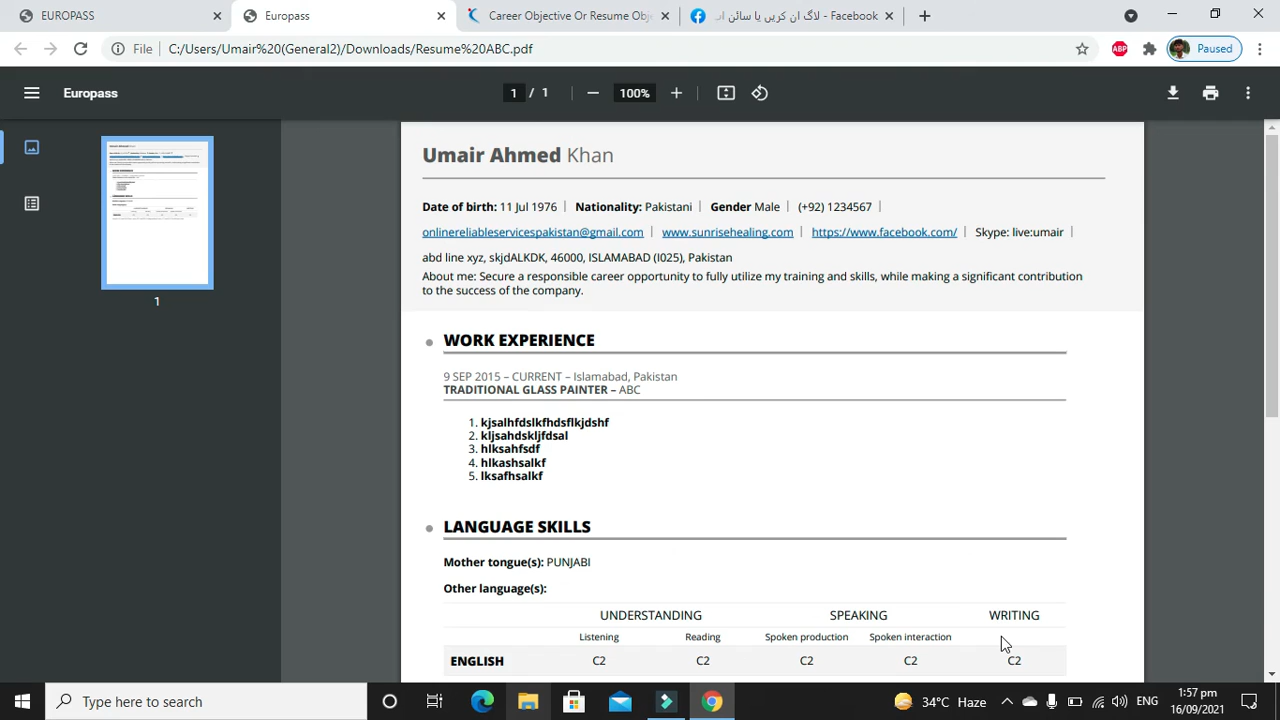 EUROPASS
Europass
Career Objective Or Resume Obj
Facebook - لاگ ان کریں یا سائن اپ
File C:/Users/Umair%20(General2)/Downloads/Resume%20ABC.pdf
ABP
Paused
Europass
1 / 1
100%
1
Umair Ahmed Khan
Date of birth: 11 Jul 1976 Nationality: Pakistani Gender Male (+92) 1234567
onlinereliableservicespakistan@gmail.com www.sunrisehealing.com https://www.facebook.com/ Skype: live:umair
abd line xyz, skjdALKDK, 46000, ISLAMABAD (I025), Pakistan
About me: Secure a responsible career opportunity to fully utilize my training and skills, while making a significant contribution
to the success of the company.
WORK EXPERIENCE
9 SEP 2015 – CURRENT – Islamabad, Pakistan
TRADITIONAL GLASS PAINTER – ABC
1. kjsalhfdslkfhdsflkjdshf
2. kljsahdskljfdsal
3. hlksahfsdf
4. hlkashsalkf
5. lksafhsalkf
LANGUAGE SKILLS
Mother tongue(s): PUNJABI
Other language(s):
UNDERSTANDING SPEAKING WRITING
Listening Reading Spoken production Spoken interaction
ENGLISH C2 C2 C2 C2 C2
Type here to search
34°C Haze
ENG
1:57 pm
16/09/2021